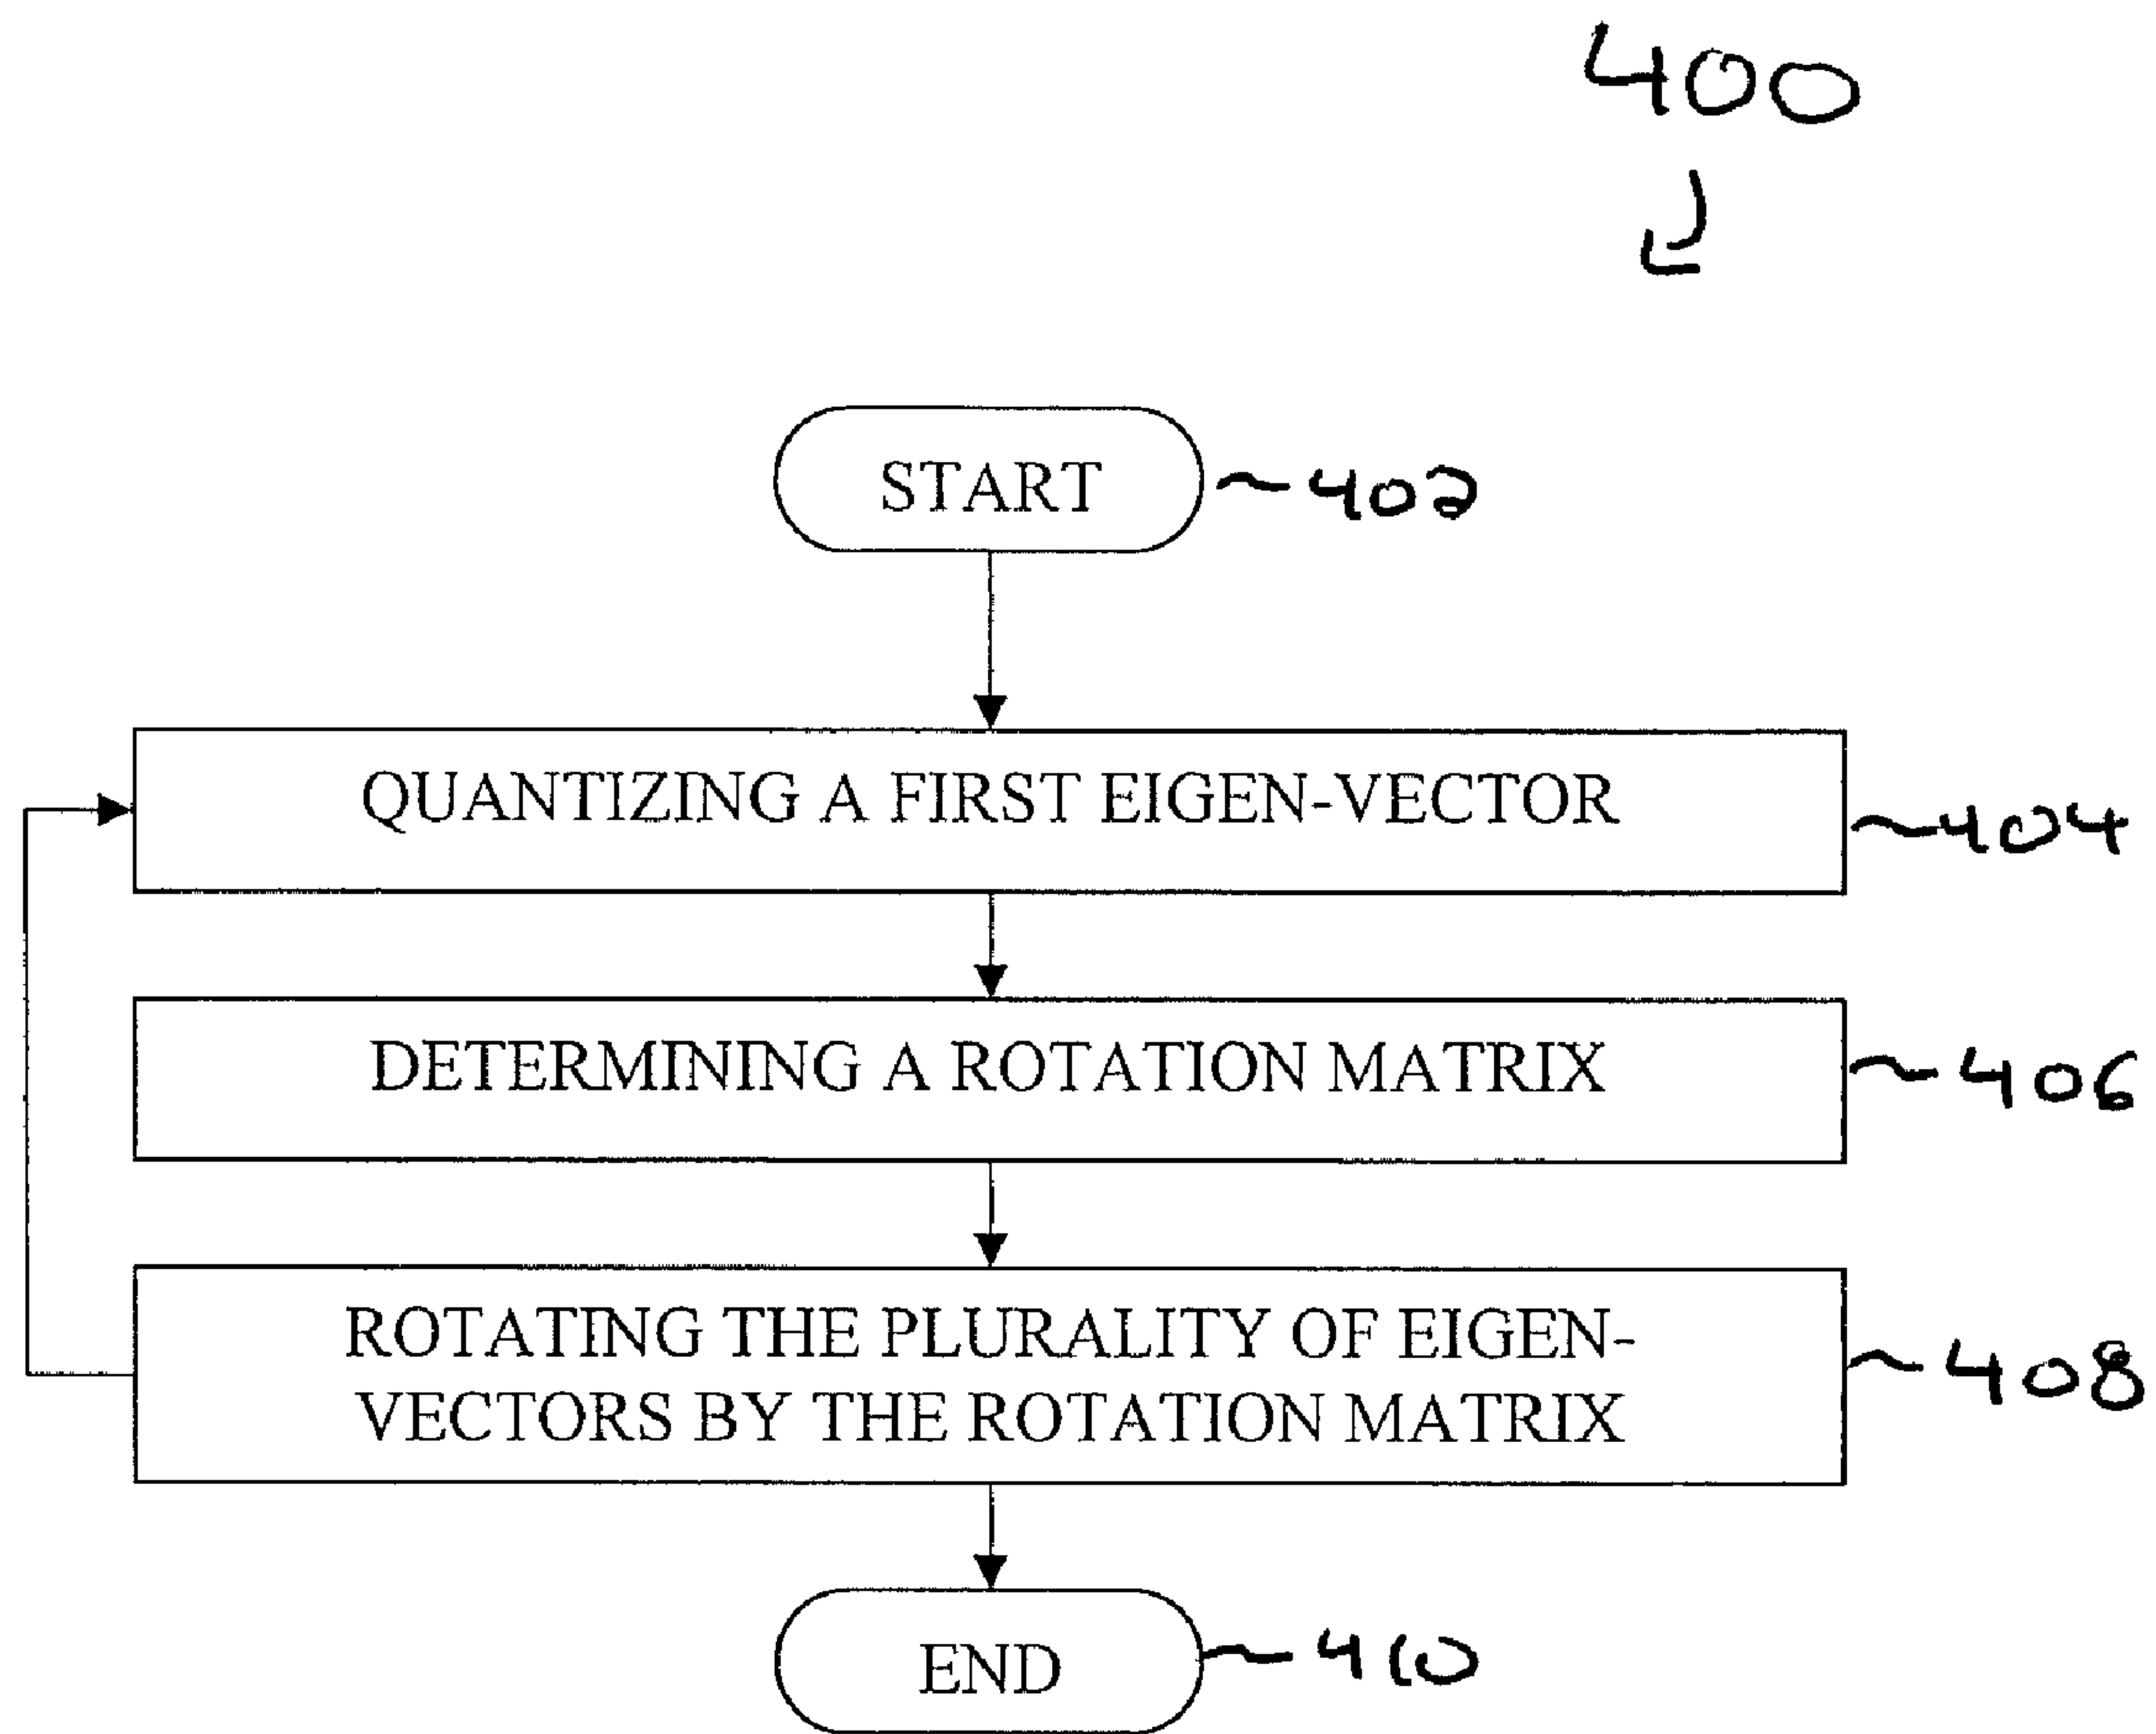 400
START
402
QUANTIZING A FIRST EIGEN-VECTOR
404
DETERMINING A ROTATION MATRIX
406
ROTATING THE PLURALITY OF EIGEN-
VECTORS BY THE ROTATION MATRIX
408
END
410